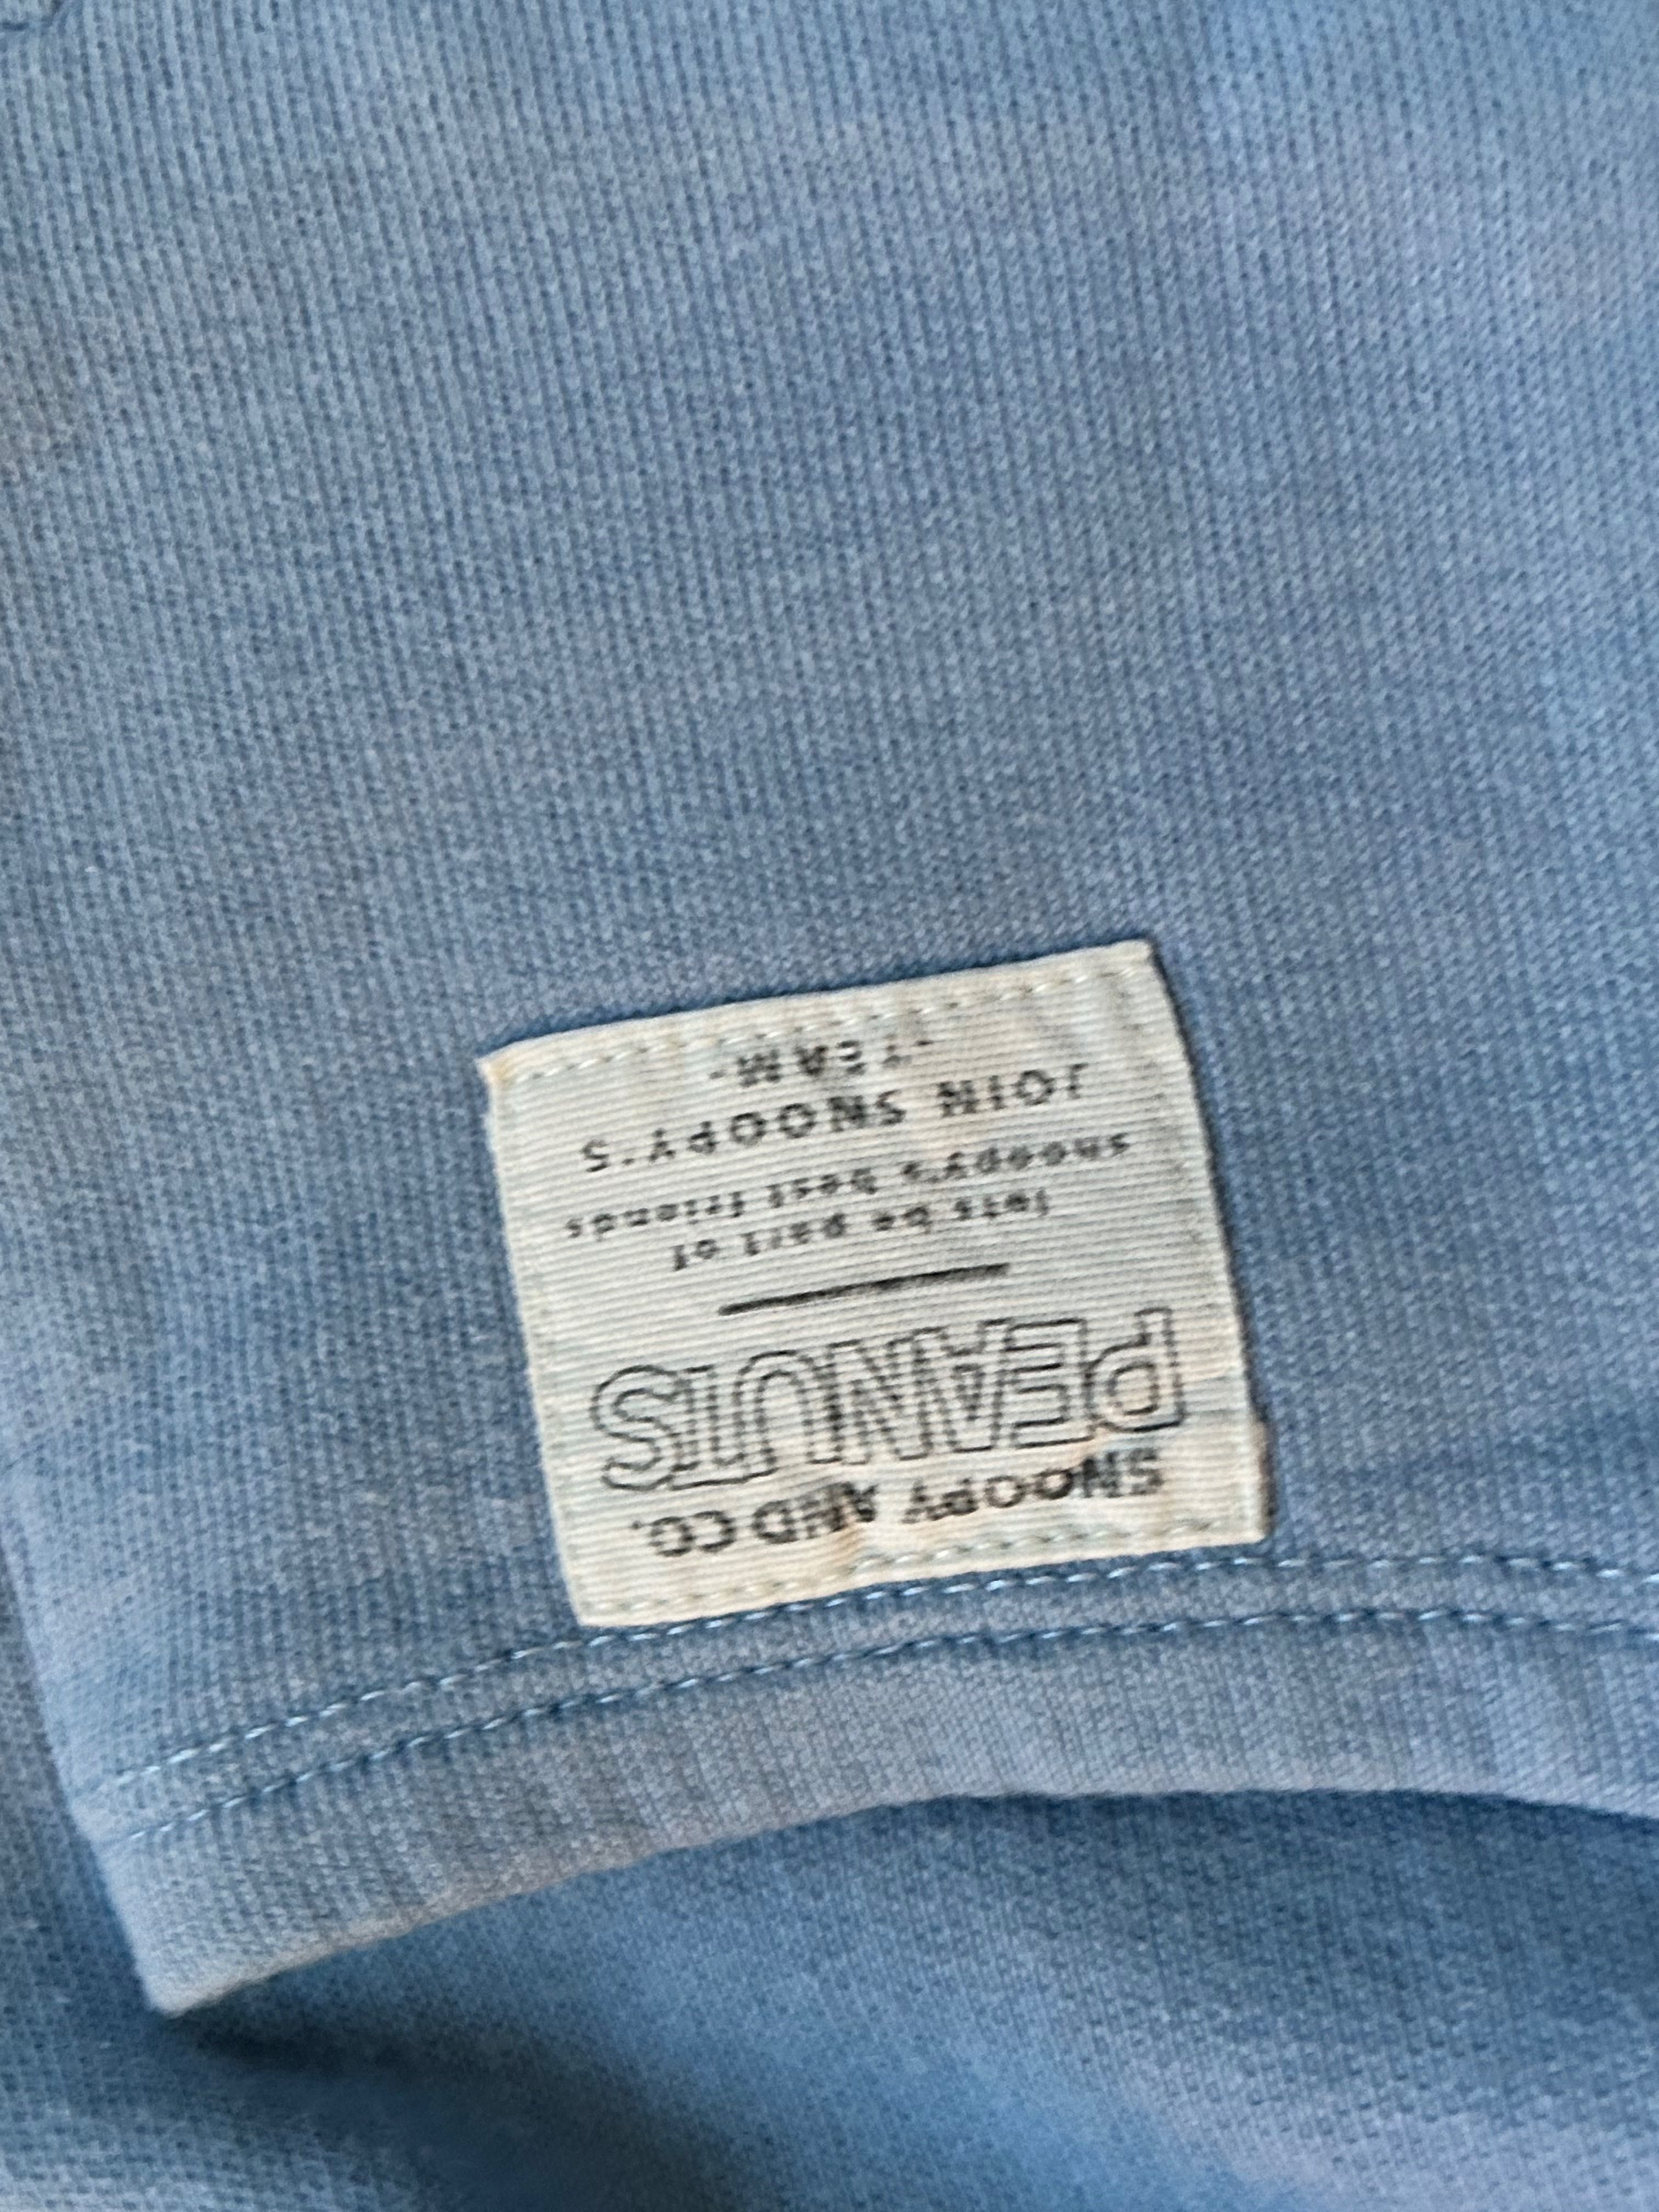 SNOOPY AND CO.
PEANUTS
lets be part of
snoopy's best friends
JOIN SNOOPY'S
-TEAM-